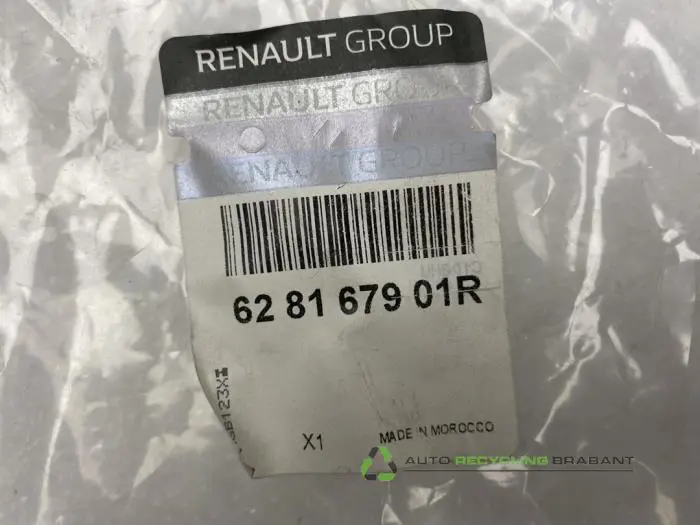 RENAULT GROUP
RENAULT GROUP
RENAULT GROUP
62 81 679 01R
X1
MADE IN MOROCCO
AUTO RECYCLING BRABANT